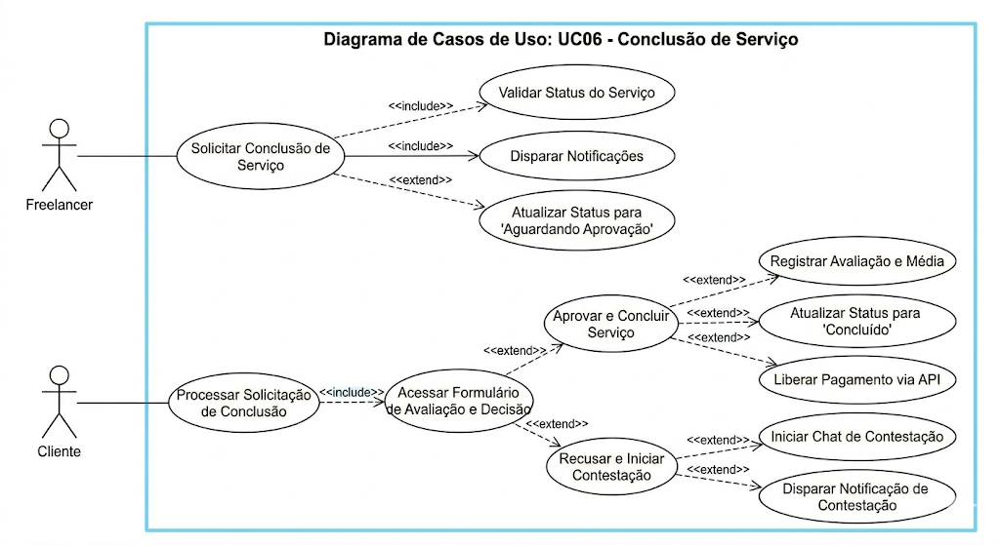 Diagrama de Casos de Uso: UC06 - Conclusão de Serviço
Validar Status do Serviço
<<include>>
Solicitar Conclusão de
Serviço
<<include>>
Disparar Notificações
<<extend>>
Freelancer
Atualizar Status para
'Aguardando Aprovação'
Registrar Avaliação e Média
<<extend>>
Aprovar e Concluir
Serviço
<<extend>>
Atualizar Status para
'Concluído'
<<extend>>
<<extend>>
Liberar Pagamento via API
Processar Solicitação
de Conclusão
<<include>>
Acessar Formulário
de Avaliação e Decisão
<<extend>>
Cliente
Iniciar Chat de Contestação
<<extend>>
Recusar e Iniciar
Contestação
<<extend>>
Disparar Notificação de
Contestação